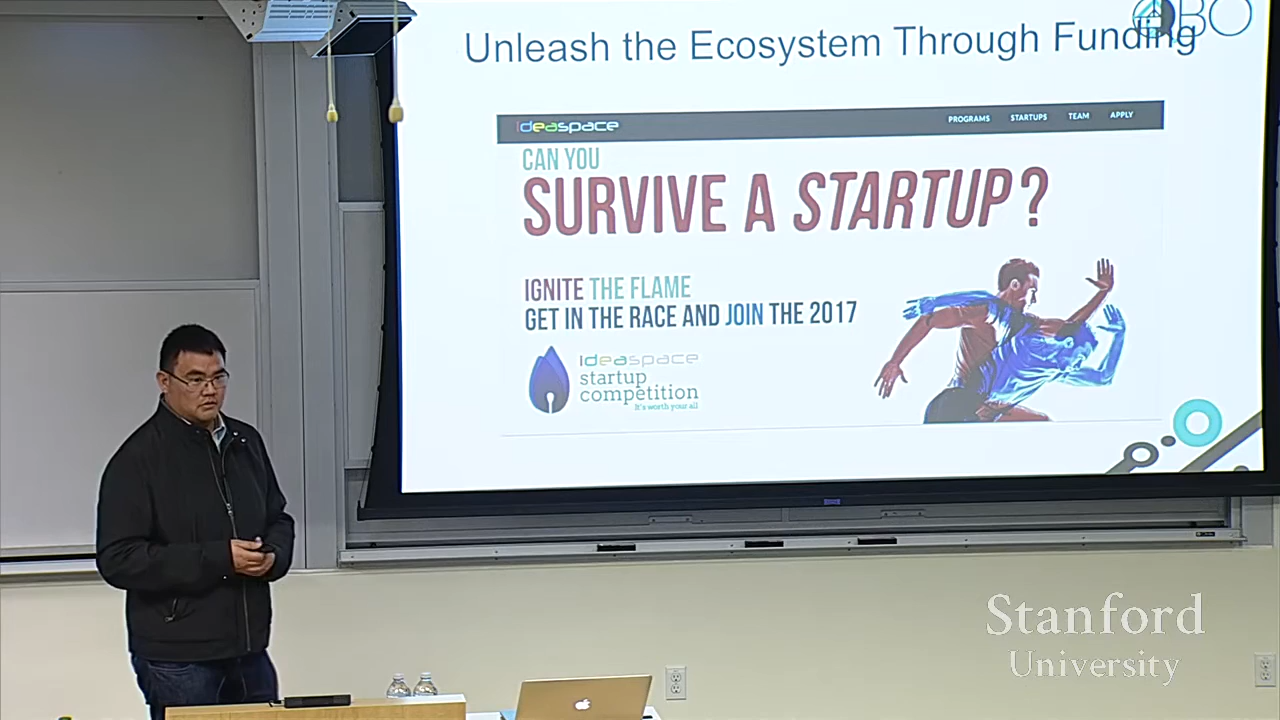 Unleash the Ecosystem Through Funding
QBO
ideaspace
PROGRAMS STARTUPS TEAM APPLY
CAN YOU
SURVIVE A STARTUP?
IGNITE THE FLAME
GET IN THE RACE AND JOIN THE 2017
ideaspace
startup
competition
It's worth your all
Stanford
University